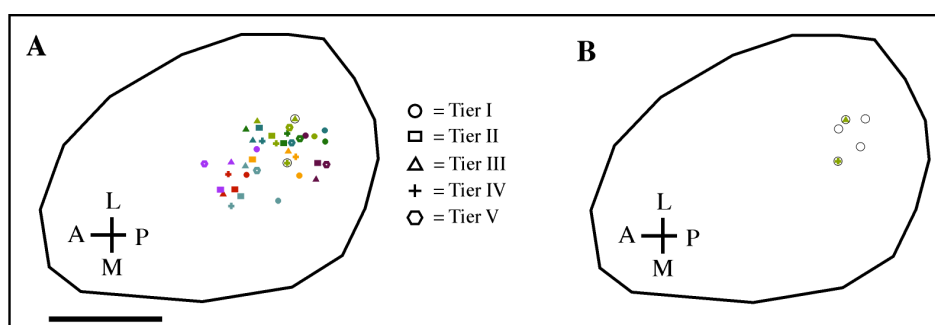 A
= Tier I
= Tier II
= Tier III
= Tier IV
= Tier V
L
A P
M
B
L
A P
M